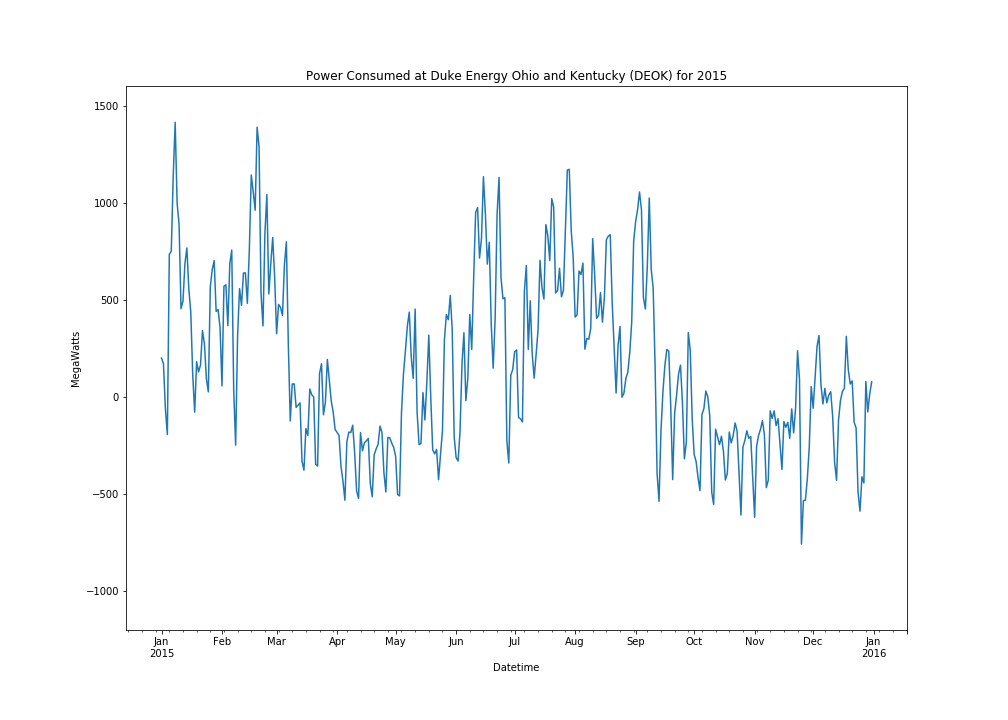 Power Consumed at Duke Energy Ohio and Kentucky (DEOK) for 2015
MegaWatts
1500
1000
500
0
−500
−1000
Jan Feb Mar Apr May Jun Jul Aug Sep Oct Nov Dec Jan
2015 2016
Datetime